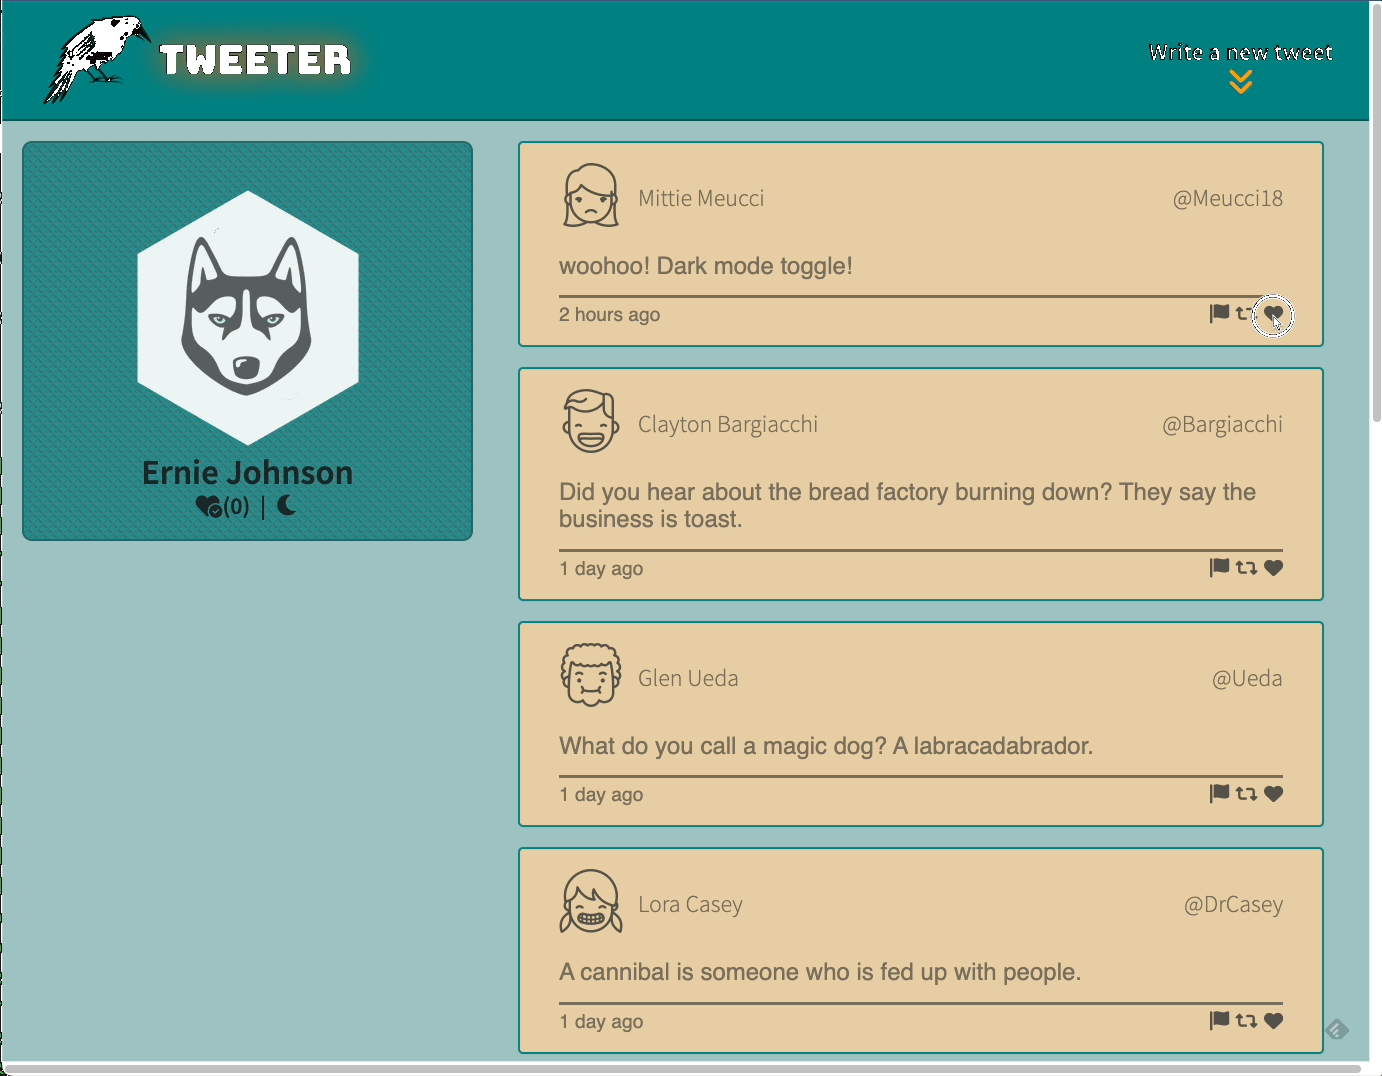 TWEETER
Write a new tweet
Ernie Johnson
(0) |
Mittie Meucci @Meucci18
woohoo! Dark mode toggle!
2 hours ago
Clayton Bargiacchi @Bargiacchi
Did you hear about the bread factory burning down? They say the
business is toast.
1 day ago
Glen Ueda @Ueda
What do you call a magic dog? A labracadabrador.
1 day ago
Lora Casey @DrCasey
A cannibal is someone who is fed up with people.
1 day ago